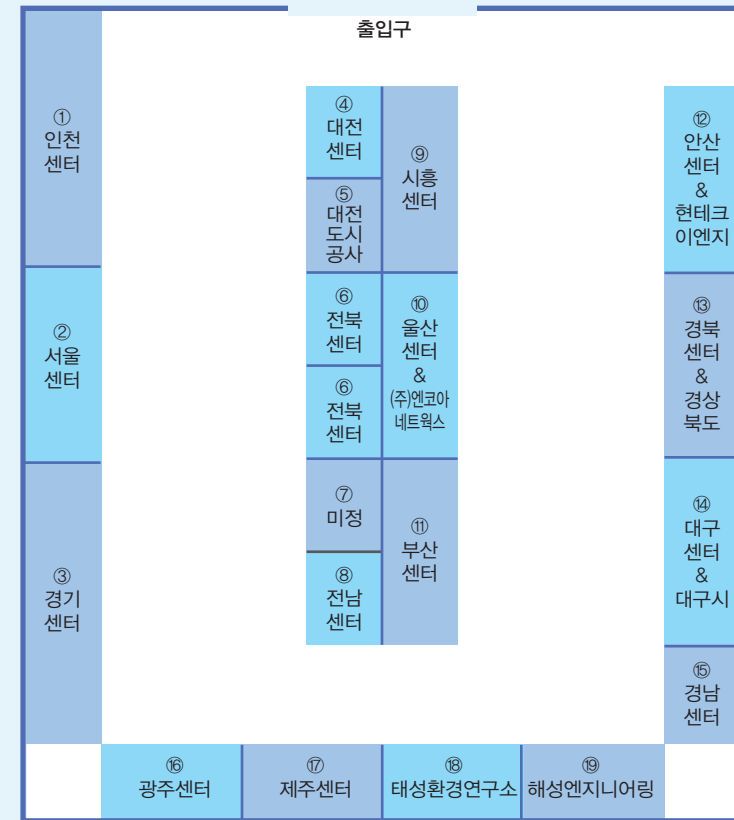 출입구
①
인천
센터
②
서울
센터
③
경기
센터
④
대전
센터
⑤
대전
도시
공사
⑥
전북
센터
⑥
전북
센터
⑦
미정
⑧
전남
센터
⑨
시흥
센터
⑩
울산
센터
&
(주)엔코아
네트웍스
⑪
부산
센터
⑫
안산
센터
&
현테크
이엔지
⑬
경북
센터
&
경상
북도
⑭
대구
센터
&
대구시
⑮
경남
센터
⑯
광주센터
⑰
제주센터
⑱
태성환경연구소
⑲
해성엔지니어링